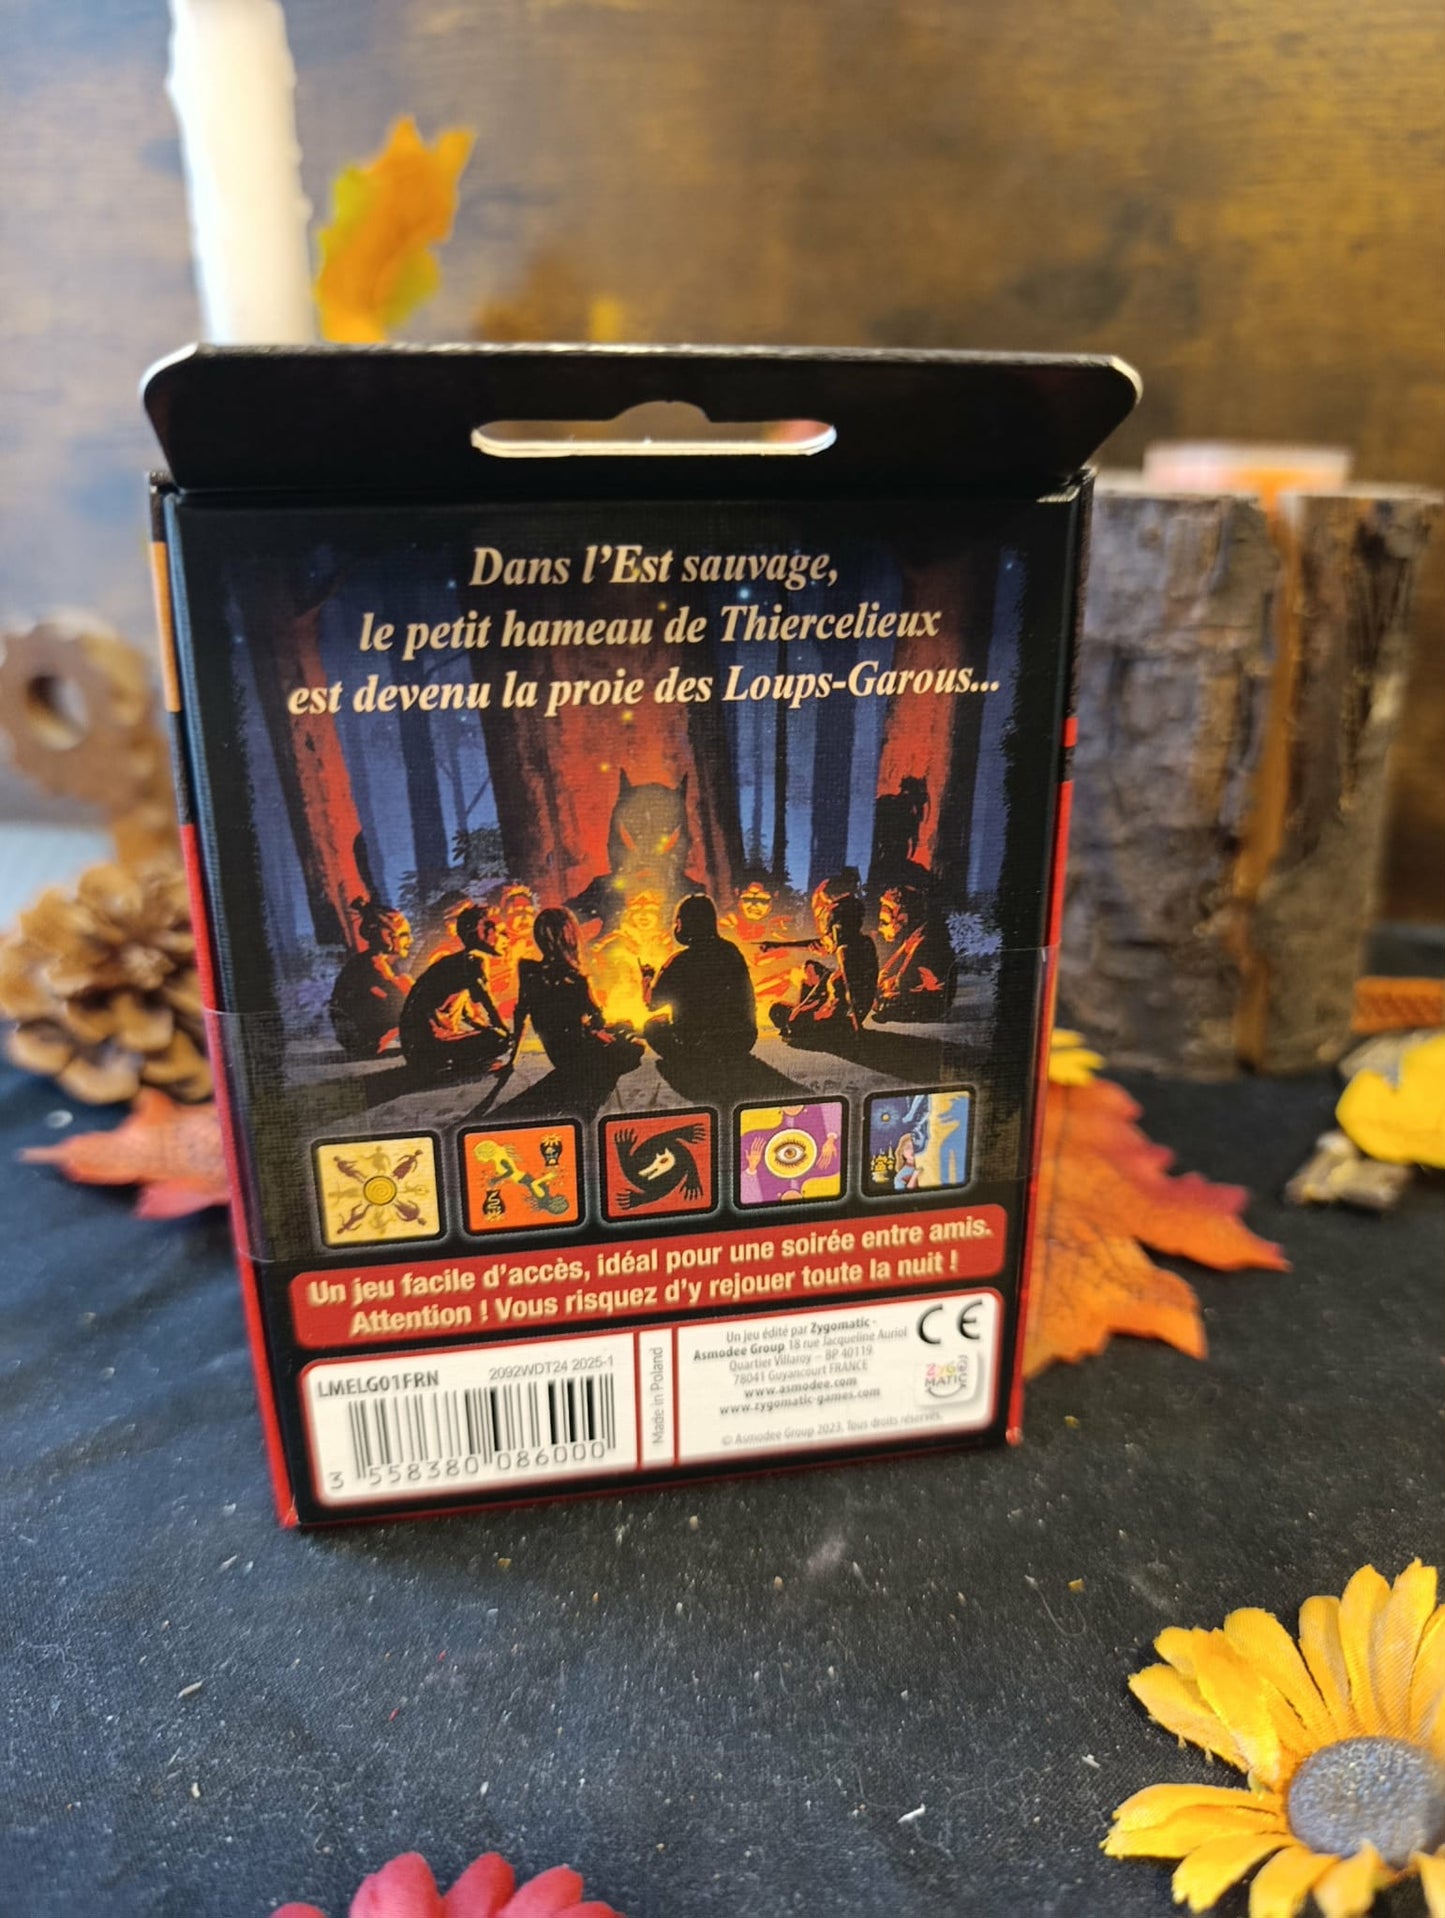 Dans l'Est sauvage,
le petit hameau de Thiercelieux
est devenu la proie des Loups-Garous...
Un jeu facile d'accès, idéal pour une soirée entre amis.
Attention ! Vous risquez d'y rejouer toute la nuit !
LMELG01FRN
2092WDT24 2025-1
3 558380 086000
Made in Poland
Un jeu édité par Zygomatic -
Asmodee Group 18 rue Jacqueline Auriol
Quartier Villaroy – BP 40119
78041 Guyancourt FRANCE
www.asmodee.com
www.zygomatic-games.com
© Asmodee Group 2023, Tous droits réservés.
CE
ZYGO
MATIC